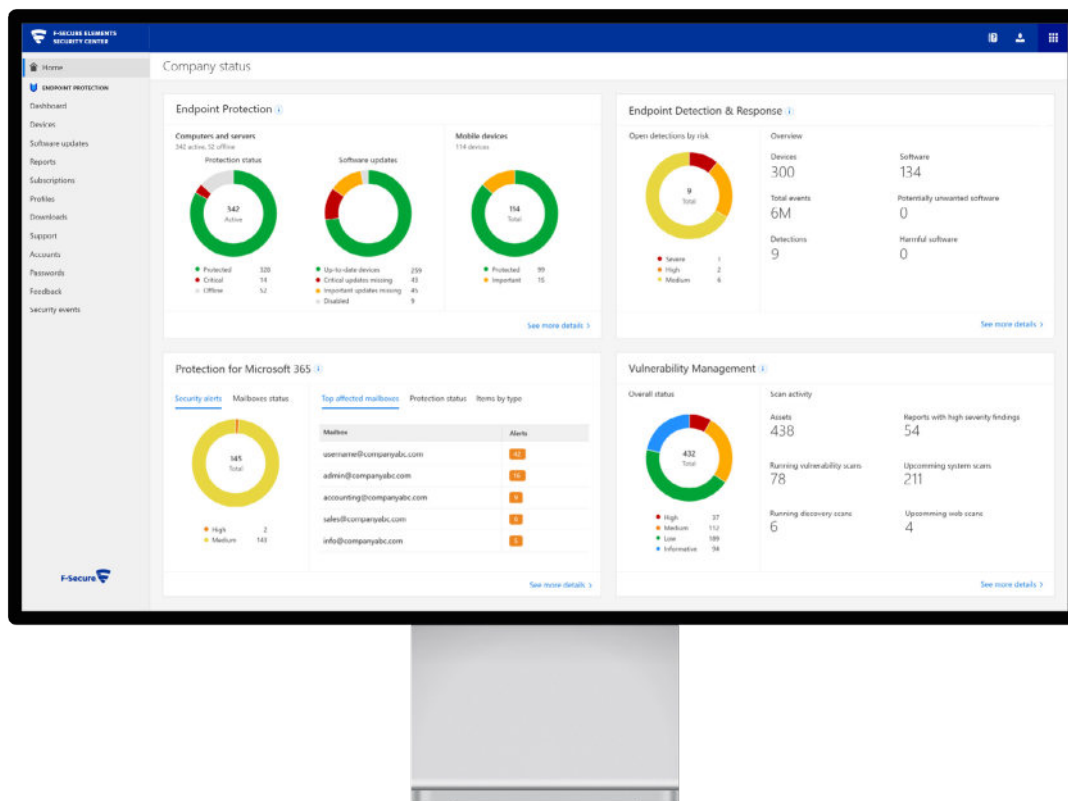 F-SECURE ELEMENTS
SECURITY CENTER
Home
ENDPOINT PROTECTION
Dashboard
Devices
Software updates
Reports
Subscriptions
Profiles
Downloads
Support
Accounts
Passwords
Feedback
Security events
F-Secure
Company status
Endpoint Protection
Computers and servers
342 active, 52 offline
Protection status
342
Active
Protected 328
Critical 14
Offline 52
Software updates
Up-to-date devices 259
Critical updates missing 43
Important updates missing 45
Disabled 9
Mobile devices
114 devices
114
Total
Protected 99
Important 15
See more details >
Endpoint Detection & Response
Open detections by risk
9
Total
Severe 1
High 2
Medium 6
Overview
Devices
300
Software
134
Total events
6M
Potentially unwanted software
0
Detections
9
Harmful software
0
See more details >
Protection for Microsoft 365
Security alerts Mailboxes status
145
Total
High 2
Medium 143
Top affected mailboxes Protection status Items by type
Mailbox Alerts
username@companyabc.com 42
admin@companyabc.com 16
accounting@companyabc.com
sales@companyabc.com
info@companyabc.com
See more details >
Vulnerability Management
Overall status
432
Total
High 37
Medium 112
Low 189
Informative 94
Scan activity
Assets
438
Reports with high severity findings
54
Running vulnerability scans
78
Upcomming system scans
211
Running discovery scans
6
Upcomming web scans
4
See more details >